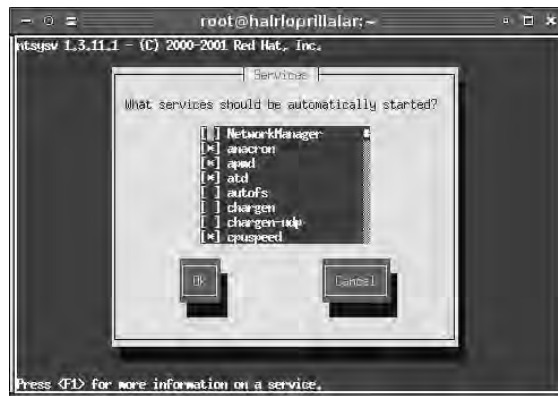 root@hairloprillalar:~
ntsysv 1.3.11.1 - (C) 2000-2001 Red Hat, Inc.
Services
What services should be automatically started?
[ ] NetworkManager
[*] anacron
[*] apmd
[*] atd
[ ] autofs
[ ] chargen
[ ] chargen-udp
[*] cpuspeed
Ok Cancel
Press <F1> for more information on a service.